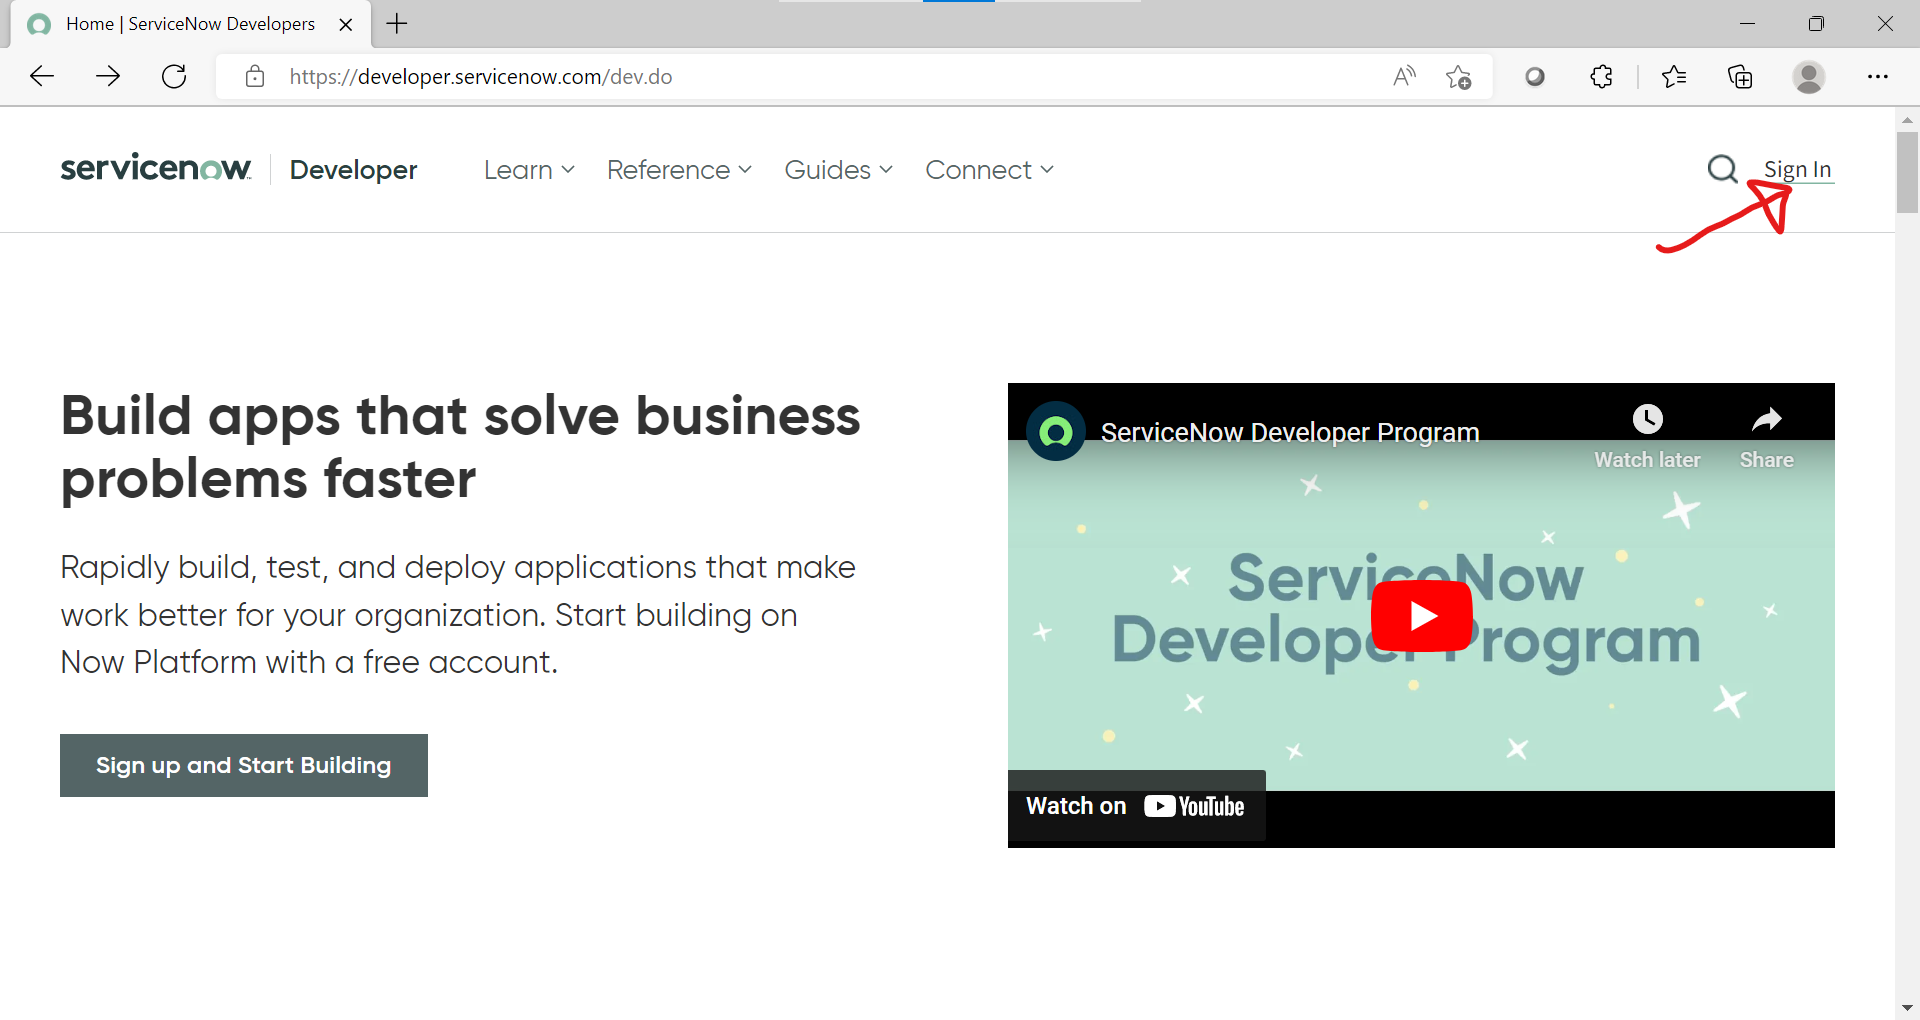 Home | ServiceNow Developers
https://developer.servicenow.com/dev.do
servicenow Developer Learn Reference Guides Connect Sign In
Build apps that solve business
problems faster
Rapidly build, test, and deploy applications that make
work better for your organization. Start building on
Now Platform with a free account.
Sign up and Start Building
ServiceNow Developer Program
Watch later Share
ServiceNow
Developer Program
Watch on YouTube